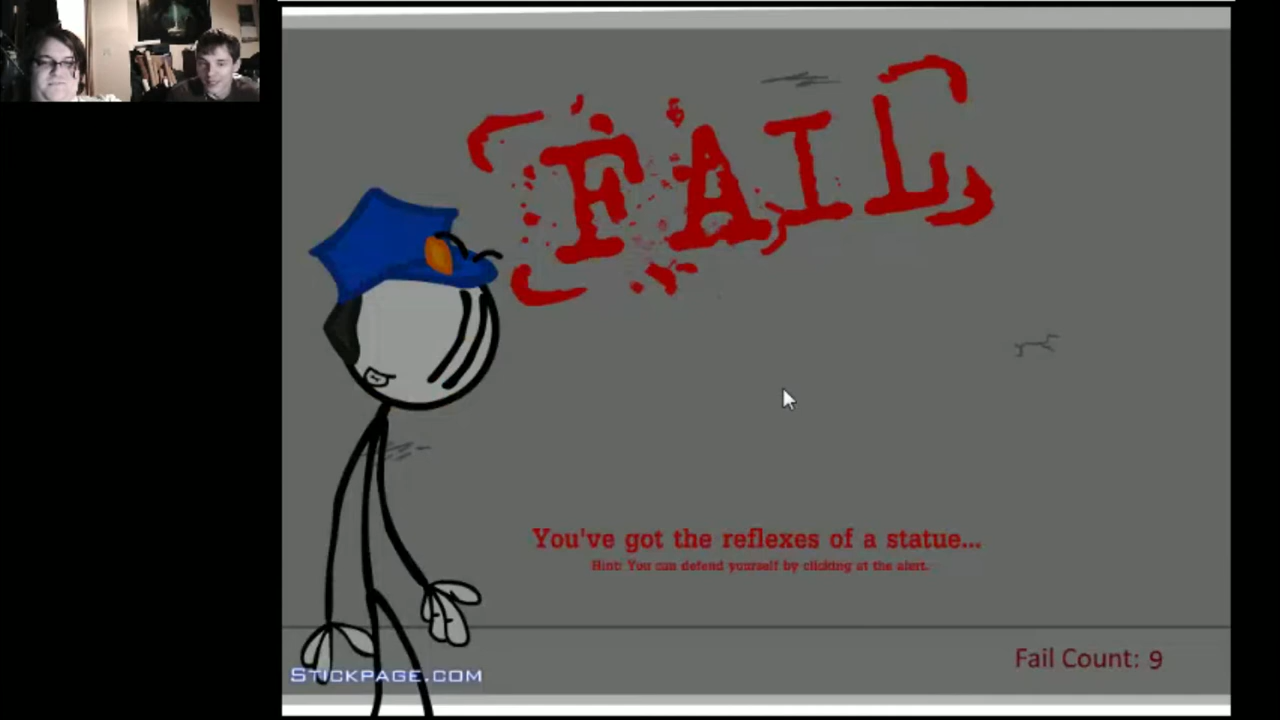 FAIL
You've got the reflexes of a statue...
Hint: You can defend yourself by clicking at the alert.
Fail Count: 9
STICKPAGE.COM